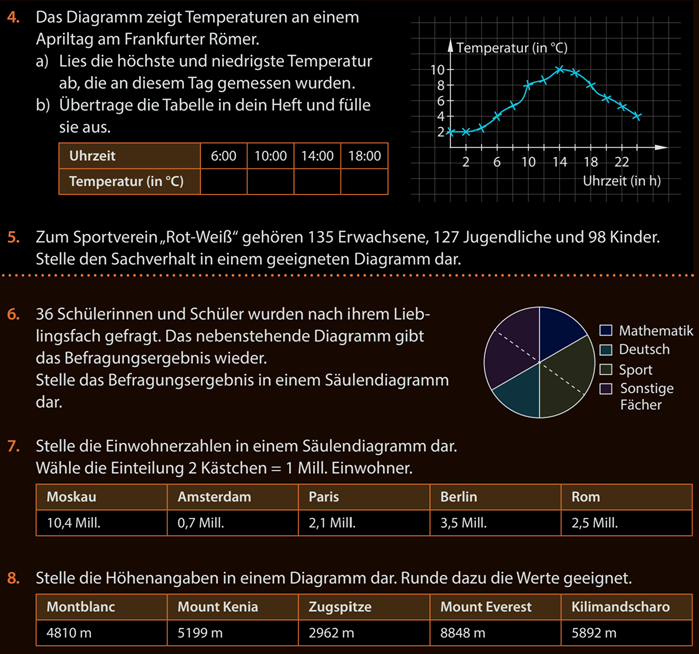 4. Das Diagramm zeigt Temperaturen an einem
Apriltag am Frankfurter Römer.
a) Lies die höchste und niedrigste Temperatur
ab, die an diesem Tag gemessen wurden.
b) Übertrage die Tabelle in dein Heft und fülle
sie aus.
Uhrzeit 6:00 10:00 14:00 18:00
Temperatur (in °C)
Temperatur (in °C)
10
8
6
4
2
2 6 10 14 18 22
Uhrzeit (in h)
5. Zum Sportverein „Rot-Weiß“ gehören 135 Erwachsene, 127 Jugendliche und 98 Kinder.
Stelle den Sachverhalt in einem geeigneten Diagramm dar.
6. 36 Schülerinnen und Schüler wurden nach ihrem Lieb-
lingsfach gefragt. Das nebenstehende Diagramm gibt
das Befragungsergebnis wieder.
Stelle das Befragungsergebnis in einem Säulendiagramm
dar.
Mathematik
Deutsch
Sport
Sonstige
Fächer
7. Stelle die Einwohnerzahlen in einem Säulendiagramm dar.
Wähle die Einteilung 2 Kästchen = 1 Mill. Einwohner.
Moskau Amsterdam Paris Berlin Rom
10,4 Mill. 0,7 Mill. 2,1 Mill. 3,5 Mill. 2,5 Mill.
8. Stelle die Höhenangaben in einem Diagramm dar. Runde dazu die Werte geeignet.
Montblanc Mount Kenia Zugspitze Mount Everest Kilimandscharo
4810 m 5199 m 2962 m 8848 m 5892 m